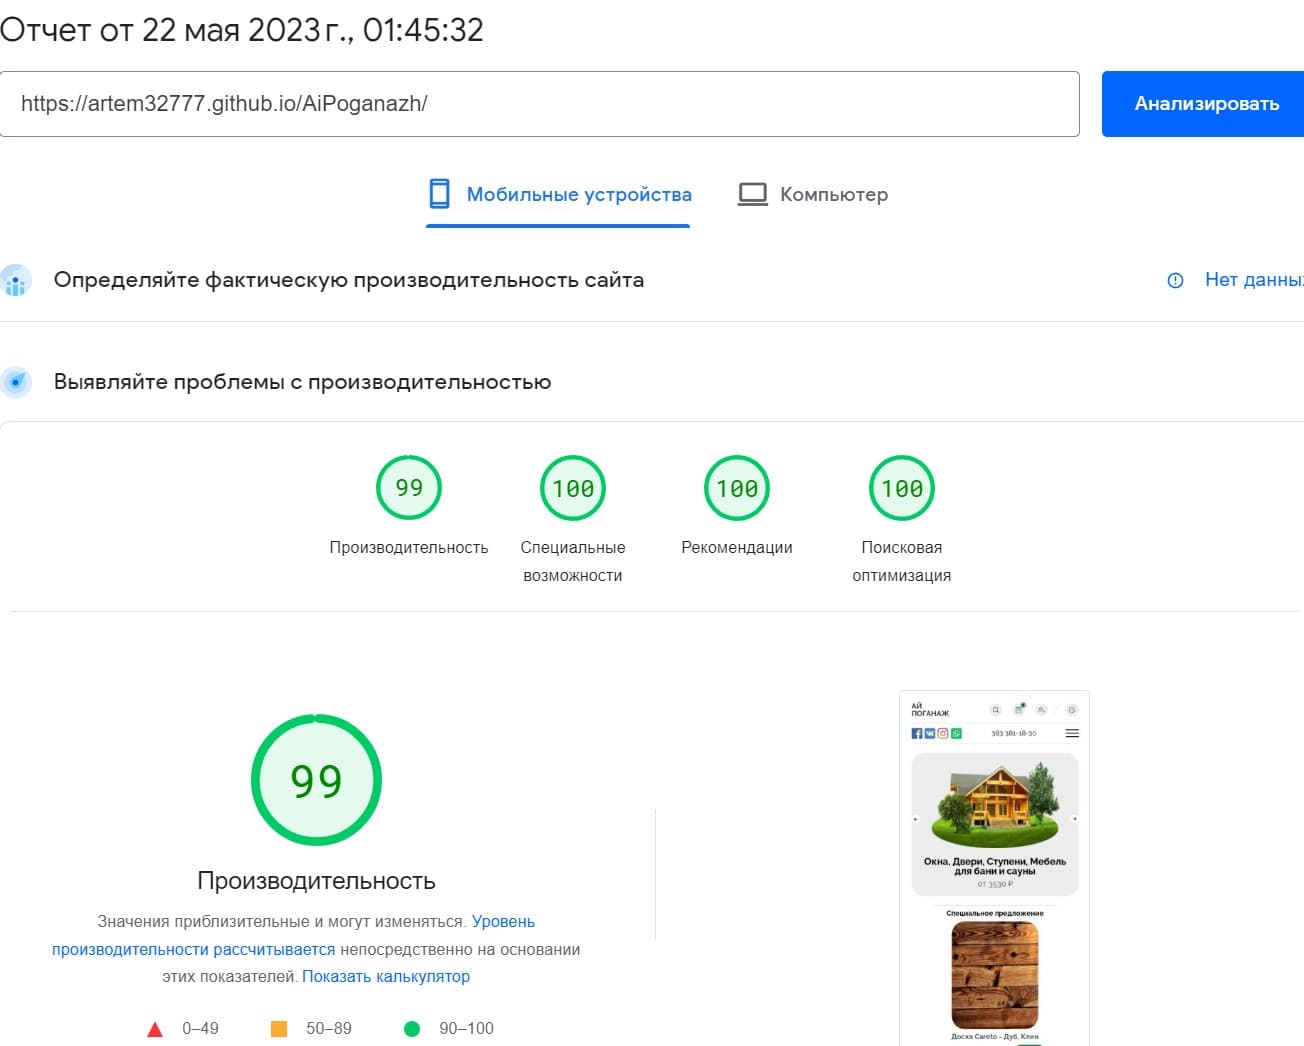 Отчет от 22 мая 2023 г., 01:45:32
https://artem32777.github.io/AiPoganazh/
Анализировать
Мобильные устройства
Компьютер
Определяйте фактическую производительность сайта
Нет данных
Выявляйте проблемы с производительностью
99
100
100
100
Производительность
Специальные
возможности
Рекомендации
Поисковая
оптимизация
99
Производительность
Значения приблизительные и могут изменяться. Уровень
производительности рассчитывается непосредственно на основании
этих показателей. Показать калькулятор
0–49
50–89
90–100
АЙ
ПОГАНАЖ
383 381-18-30
Окна, Двери, Ступени, Мебель
для бани и сауны
от 3530 ₽
Специальное предложение
Доска Careto - Дуб, Клен